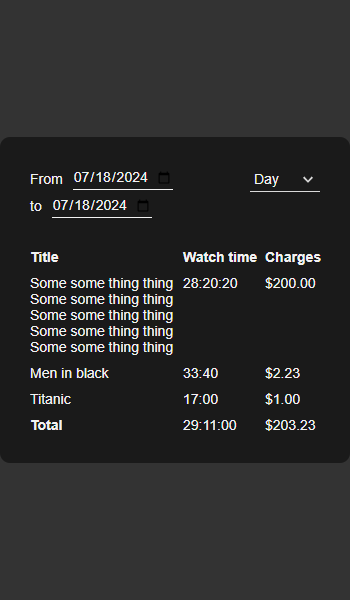 From 07/18/2024 Day
to 07/18/2024
Title Watch time Charges
Some some thing thing 28:20:20 $200.00
Some some thing thing
Some some thing thing
Some some thing thing
Some some thing thing
Men in black 33:40 $2.23
Titanic 17:00 $1.00
Total 29:11:00 $203.23